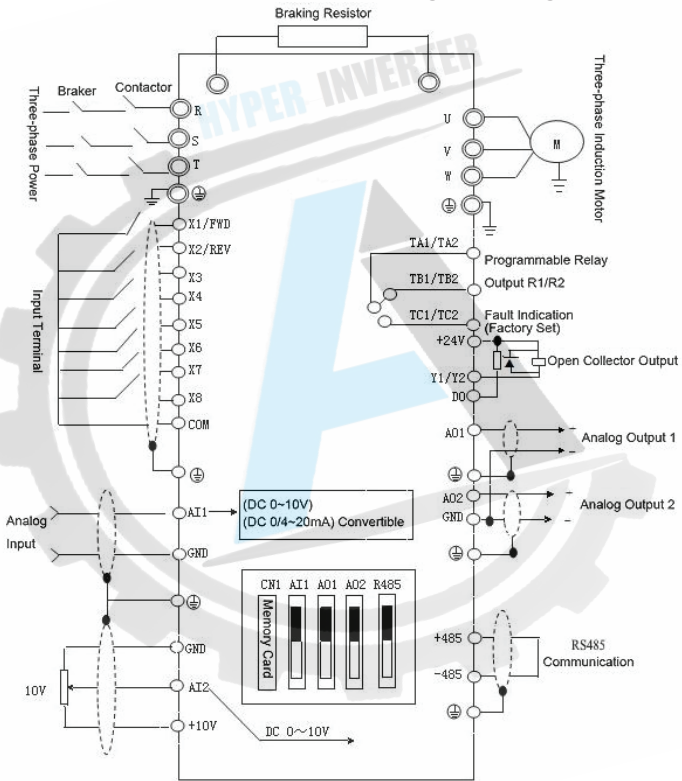 Braking Resistor
HYPER INVERTER
Three-phase Power
Braker
Contactor
R
S
T
U
V
W
M
Three-phase Induction Motor
Input Terminal
X1/FWD
X2/REV
X3
X4
X5
X6
X7
X8
COM
TA1/TA2
Programmable Relay
TB1/TB2
Output R1/R2
TC1/TC2
Fault Indication
(Factory Set)
+24V
Open Collector Output
Y1/Y2
DO
AO1
Analog Output 1
AO2
Analog Output 2
GND
Analog
Input
AI1
(DC 0~10V)
(DC 0/4~20mA) Convertible
GND
CN1 AI1 AO1 AO2 R485
Memory Card
GND
10V
AI2
+10V
DC 0~10V
+485
RS485
Communication
-485